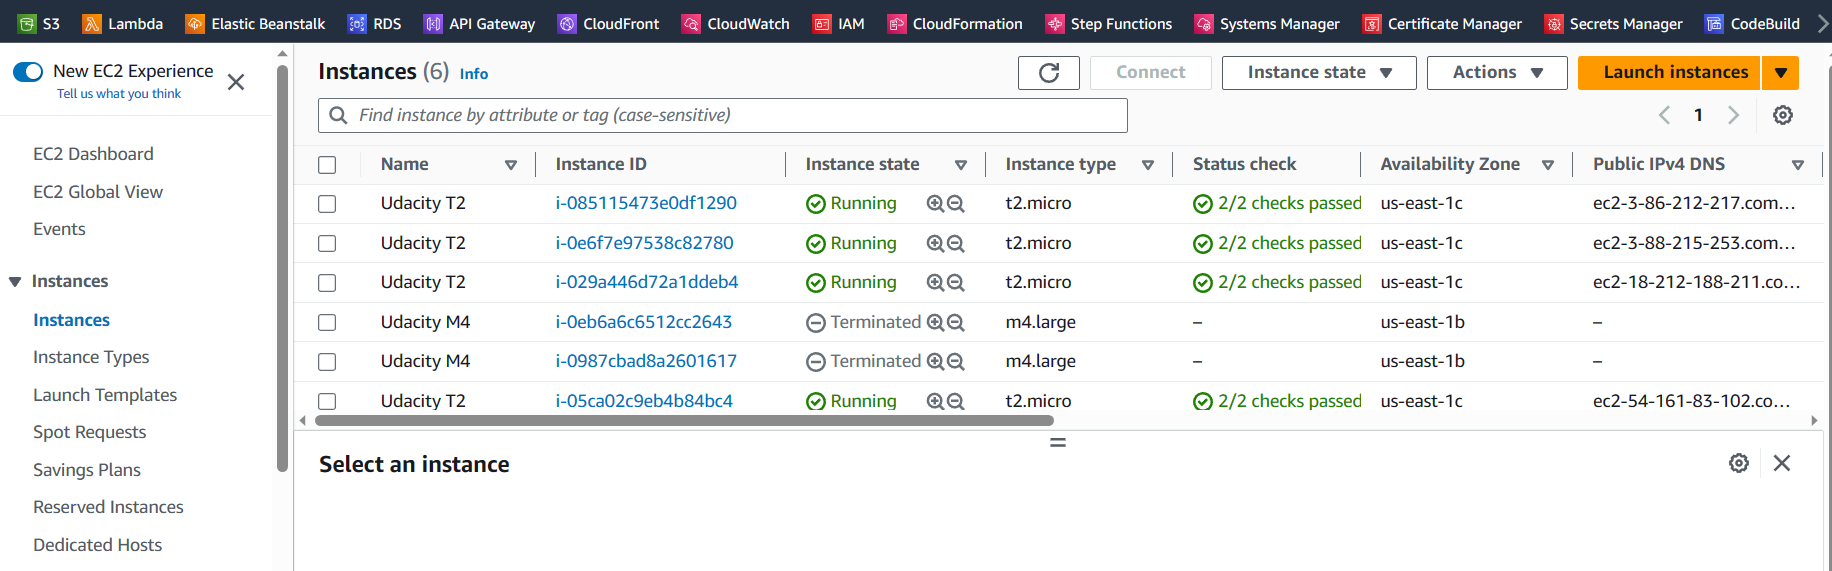 S3 Lambda Elastic Beanstalk RDS API Gateway CloudFront CloudWatch IAM CloudFormation Step Functions Systems Manager Certificate Manager Secrets Manager CodeBuild
New EC2 Experience
Tell us what you think
EC2 Dashboard
EC2 Global View
Events
Instances
Instances
Instance Types
Launch Templates
Spot Requests
Savings Plans
Reserved Instances
Dedicated Hosts
Instances (6) Info
Connect Instance state Actions Launch instances
Find instance by attribute or tag (case-sensitive)
1
Name Instance ID Instance state Instance type Status check Availability Zone Public IPv4 DNS
Udacity T2 i-085115473e0df1290 Running t2.micro 2/2 checks passed us-east-1c ec2-3-86-212-217.com...
Udacity T2 i-0e6f7e97538c82780 Running t2.micro 2/2 checks passed us-east-1c ec2-3-88-215-253.com...
Udacity T2 i-029a446d72a1ddeb4 Running t2.micro 2/2 checks passed us-east-1c ec2-18-212-188-211.co...
Udacity M4 i-0eb6a6c6512cc2643 Terminated m4.large – us-east-1b –
Udacity M4 i-0987cbad8a2601617 Terminated m4.large – us-east-1b –
Udacity T2 i-05ca02c9eb4b84bc4 Running t2.micro 2/2 checks passed us-east-1c ec2-54-161-83-102.co...
Select an instance